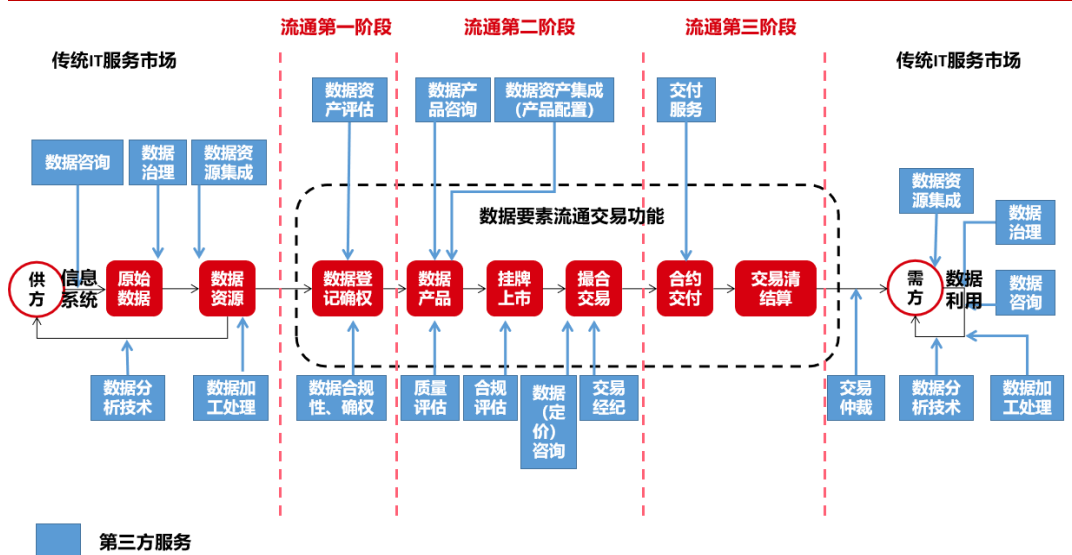 流通第一阶段
流通第二阶段
流通第三阶段
传统IT服务市场
传统IT服务市场
数据资
产评估
数据产
品咨询
数据资产集成
（产品配置）
交付
服务
数据咨询
数据
治理
数据资
源集成
数据资
源集成
数据
治理
数据要素流通交易功能
供
方
信息
系统
原始
数据
数据
资源
数据登
记确权
数据
产品
挂牌
上市
撮合
交易
合约
交付
交易清
结算
需
方
数据
利用
数据
咨询
数据分
析技术
数据加
工处理
数据合规
性、确权
质量
评估
合规
评估
数据
（定
价）
咨询
交易
经纪
交易
仲裁
数据分
析技术
数据加
工处理
第三方服务